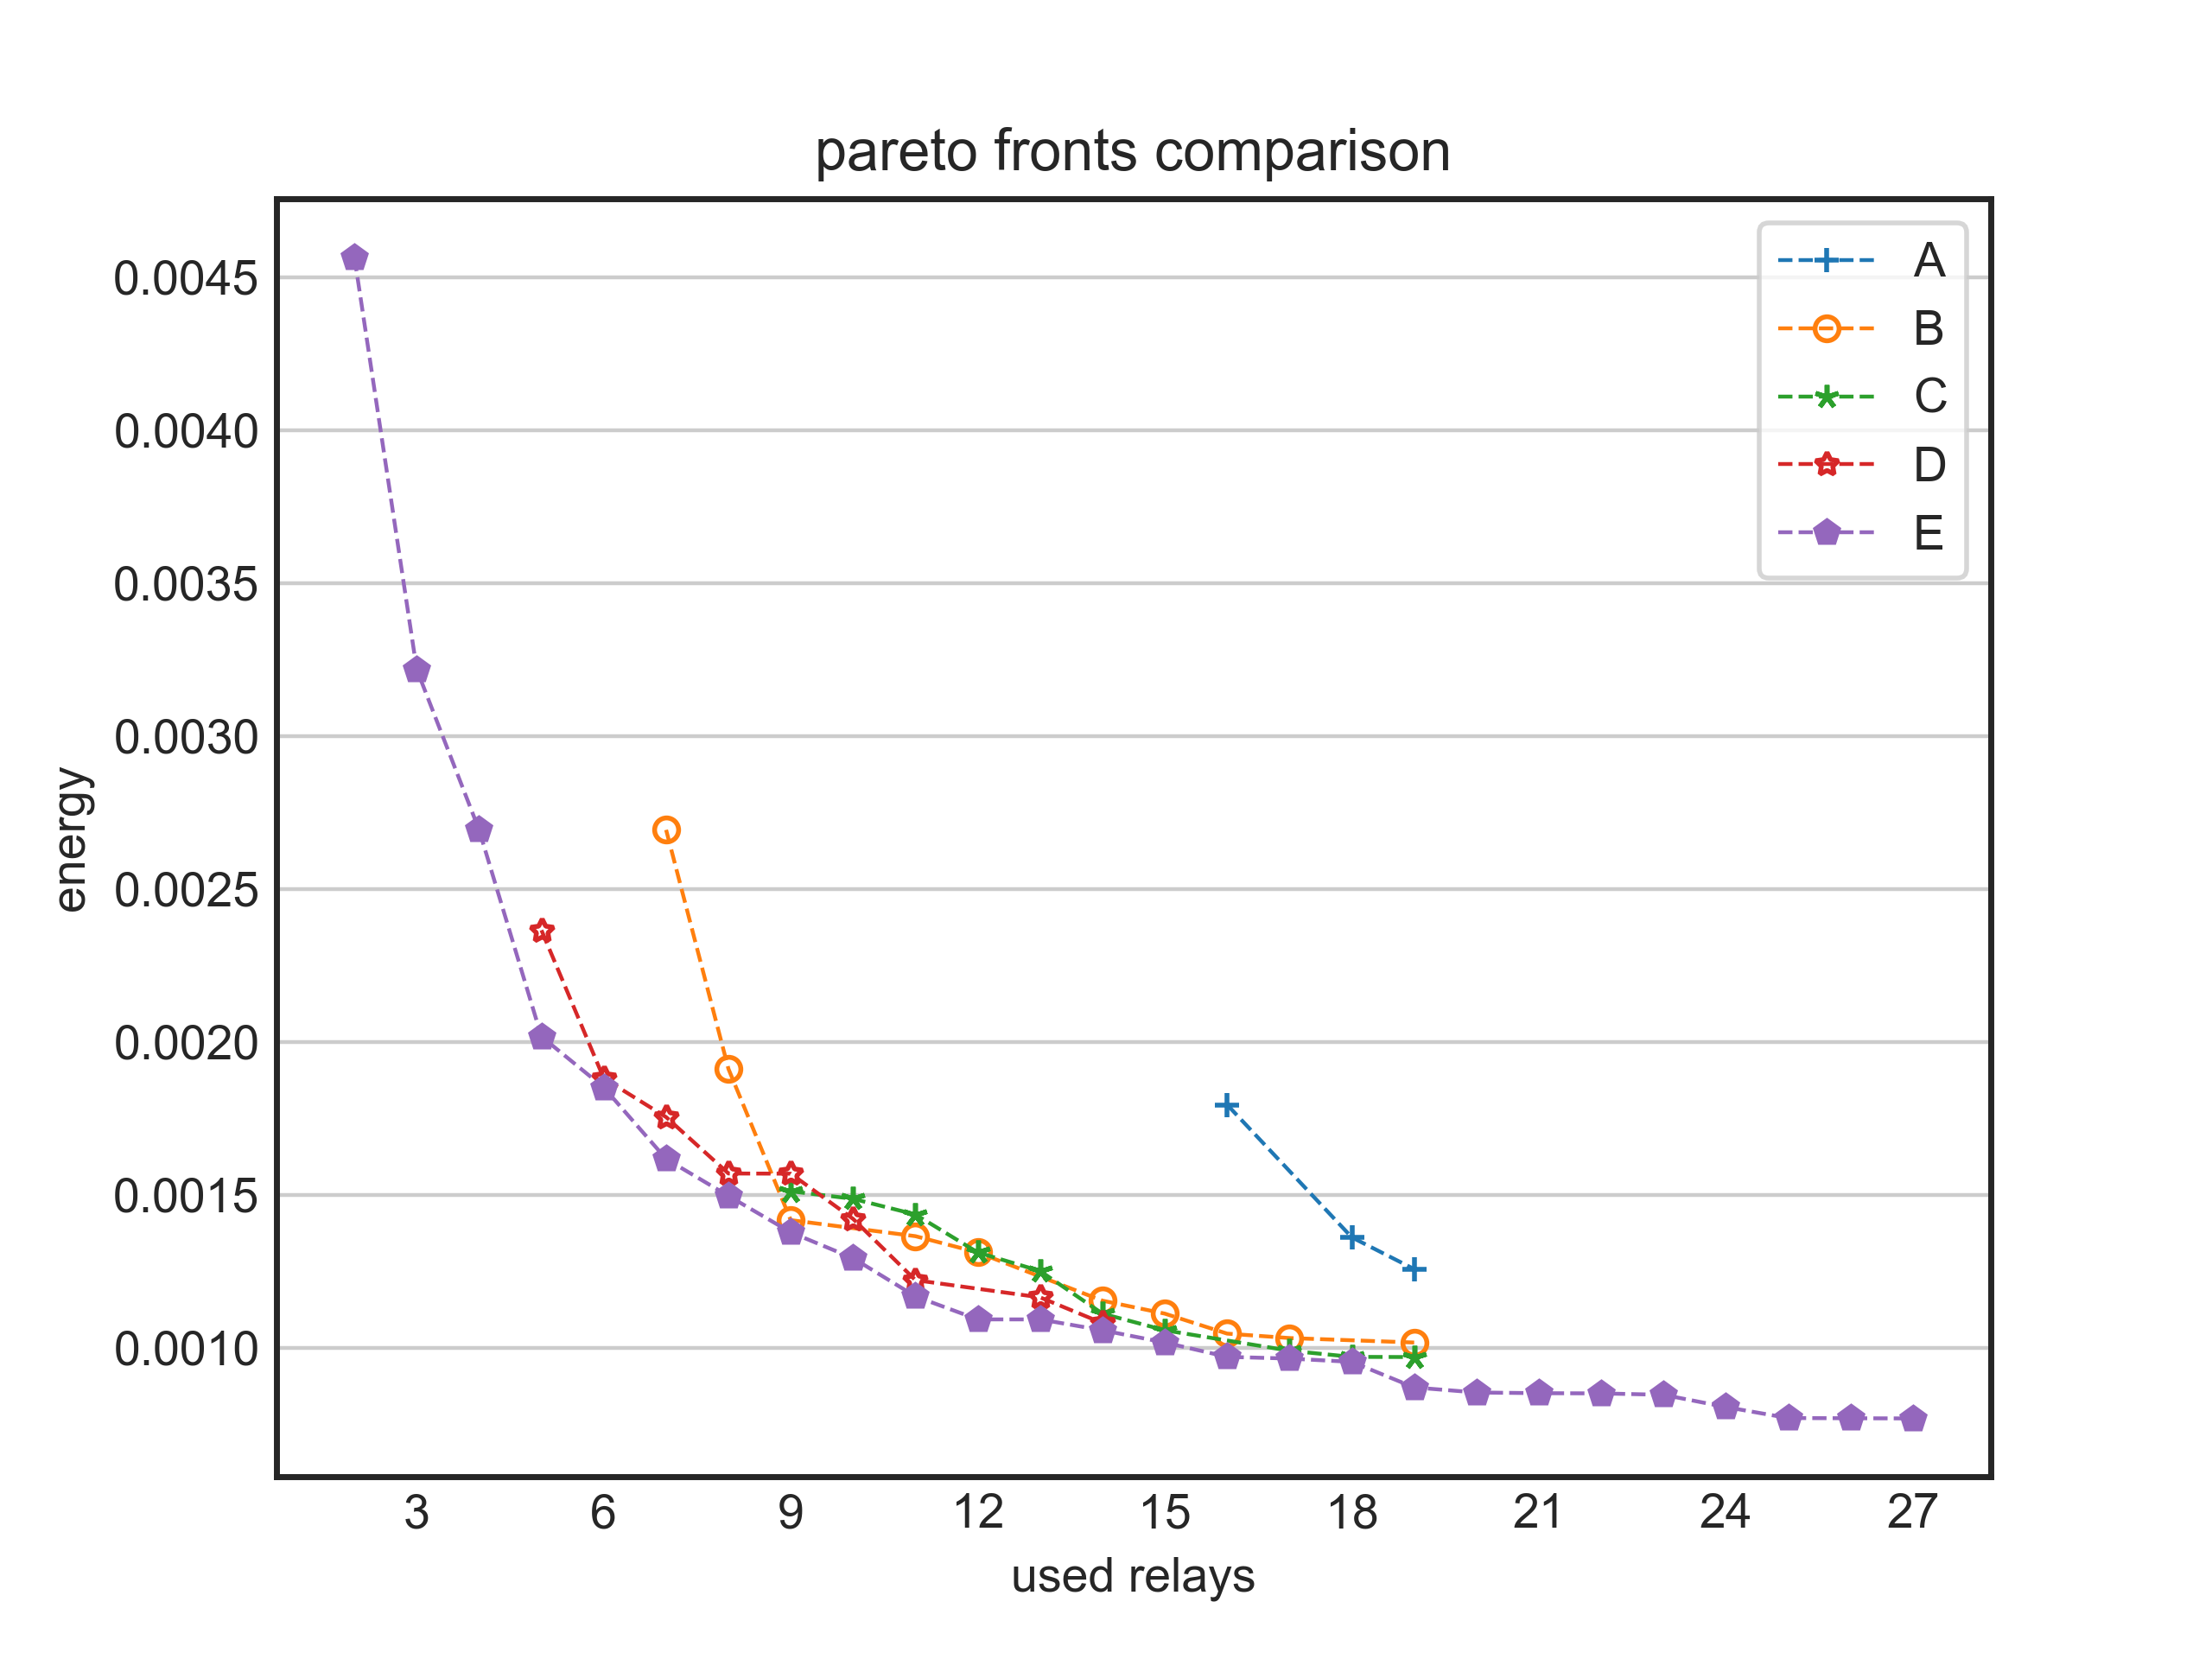 pareto fronts comparison
0.0045
0.0040
0.0035
0.0030
0.0025
0.0020
0.0015
0.0010
energy
A
B
C
D
E
3 6 9 12 15 18 21 24 27
used relays